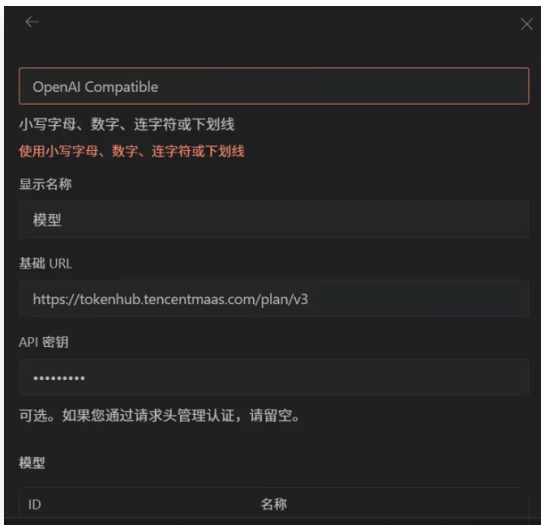 OpenAI Compatible
小写字母、数字、连字符或下划线
使用小写字母、数字、连字符或下划线
显示名称
模型
基础 URL
https://tokenhub.tencentmaas.com/plan/v3
API 密钥
•••••••••
可选。如果您通过请求头管理认证，请留空。
模型
ID 名称